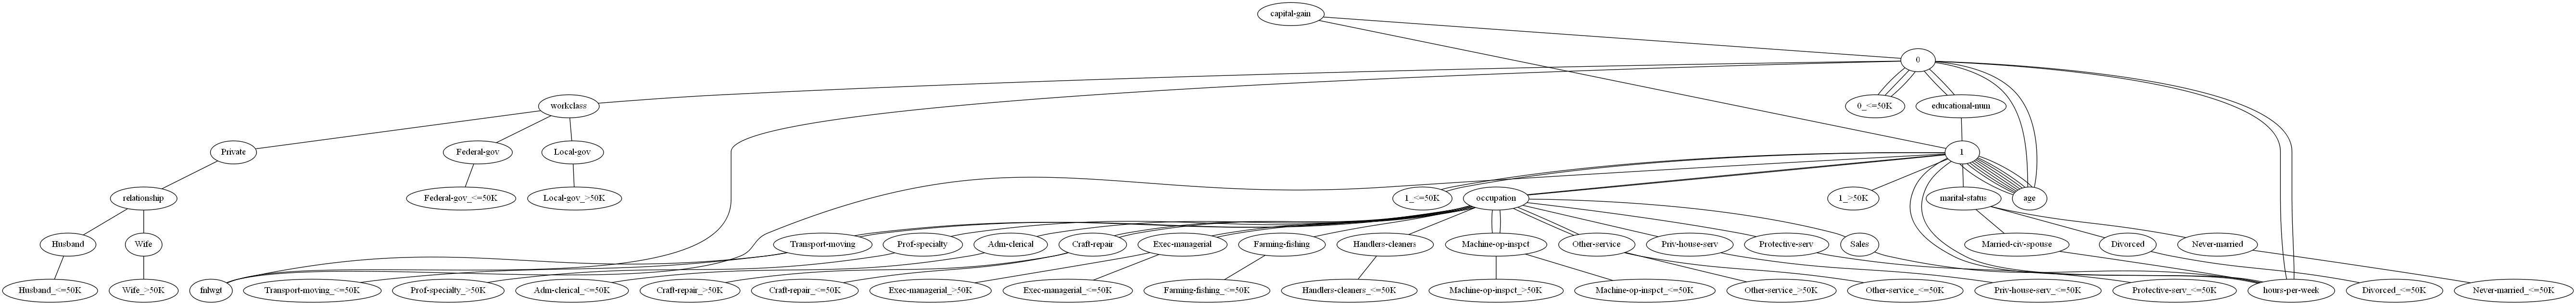 capital-gain
0
workclass
0_<=50K
educational-num
Private
Federal-gov
Local-gov
1
relationship
Federal-gov_<=50K
Local-gov_>50K
1_<=50K
occupation
1_>50K
marital-status
age
Husband
Wife
Transport-moving
Prof-specialty
Adm-clerical
Craft-repair
Exec-managerial
Farming-fishing
Handlers-cleaners
Machine-op-inspct
Other-service
Priv-house-serv
Protective-serv
Sales
Married-civ-spouse
Divorced
Never-married
Husband_<=50K
Wife_>50K
fnlwgt
Transport-moving_<=50K
Prof-specialty_>50K
Adm-clerical_<=50K
Craft-repair_>50K
Craft-repair_<=50K
Exec-managerial_>50K
Exec-managerial_<=50K
Farming-fishing_<=50K
Handlers-cleaners_<=50K
Machine-op-inspct_>50K
Machine-op-inspct_<=50K
Other-service_>50K
Other-service_<=50K
Priv-house-serv_<=50K
Protective-serv_<=50K
hours-per-week
Divorced_<=50K
Never-married_<=50K